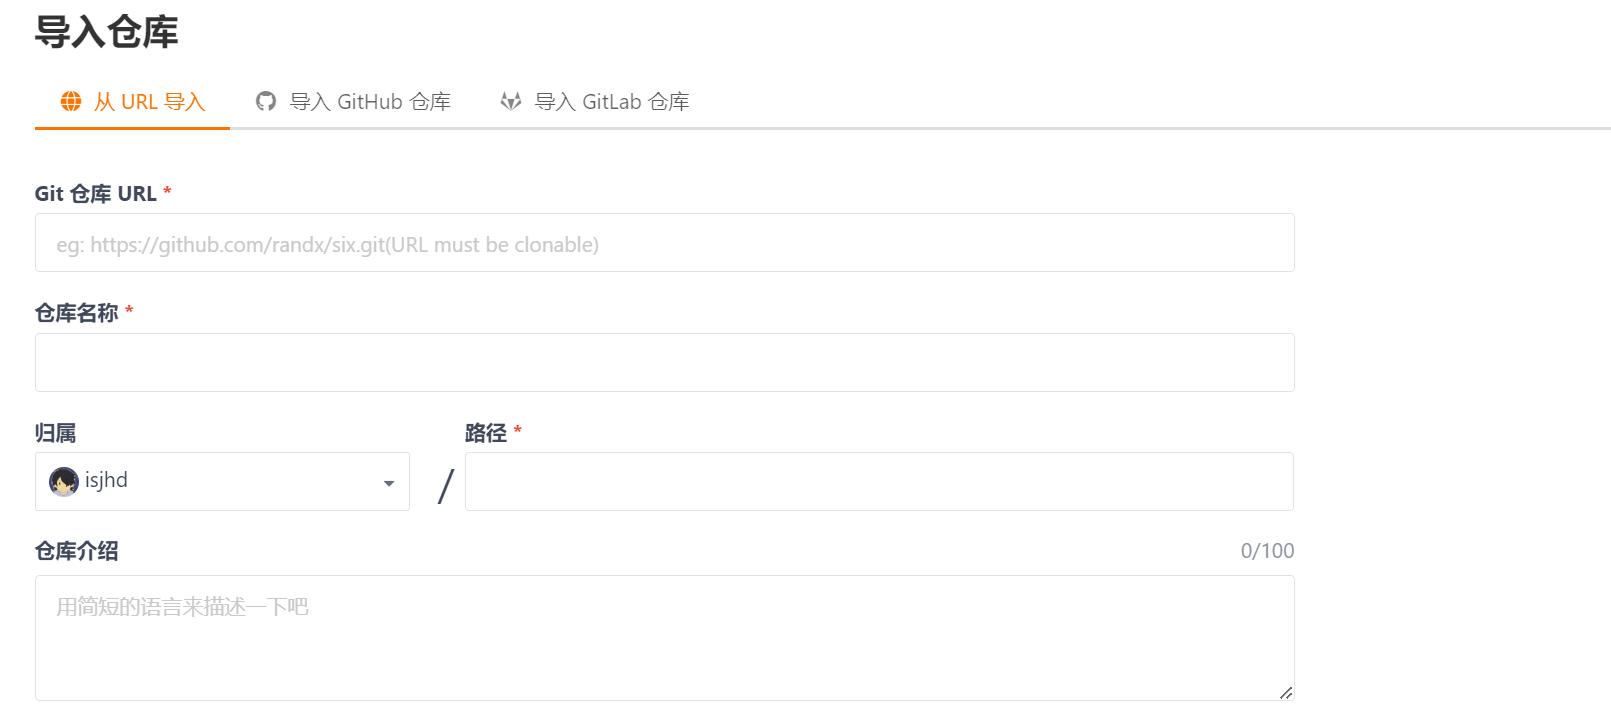 导入仓库
从 URL 导入 导入 GitHub 仓库 导入 GitLab 仓库
Git 仓库 URL *
eg: https://github.com/randx/six.git(URL must be clonable)
仓库名称 *
归属 路径 *
isjhd /
仓库介绍 0/100
用简短的语言来描述一下吧